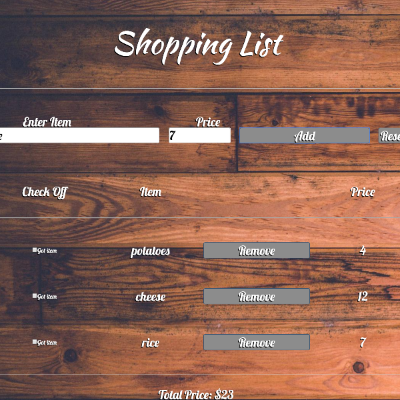 Shopping List
Enter Item Price
7 Add
Check Off Item Price
Got Item potatoes Remove 4
Got Item cheese Remove 12
Got Item rice Remove 7
Total Price: $23